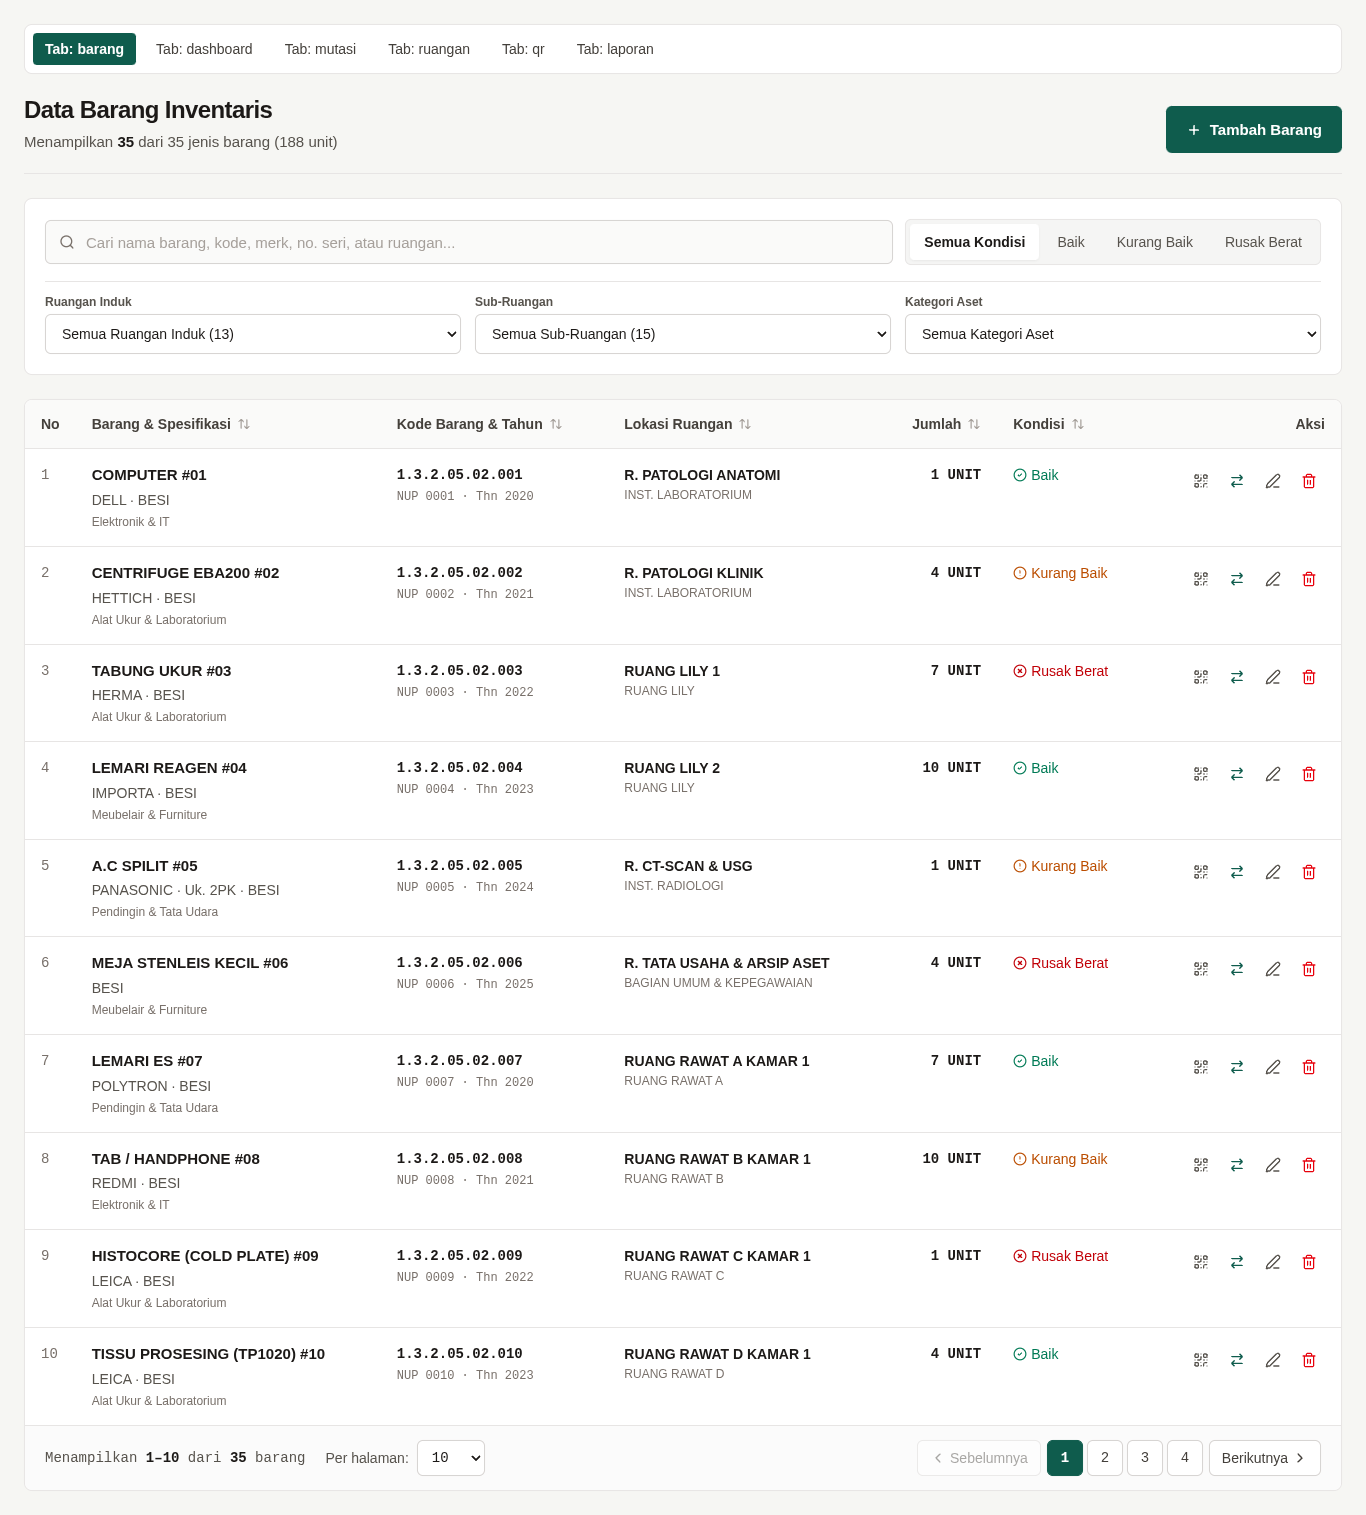 Tab: barang Tab: dashboard Tab: mutasi Tab: ruangan Tab: qr Tab: laporan
Data Barang Inventaris
Menampilkan 35 dari 35 jenis barang (188 unit)
Tambah Barang
Cari nama barang, kode, merk, no. seri, atau ruangan...
Semua Kondisi Baik Kurang Baik Rusak Berat
Ruangan Induk Sub-Ruangan Kategori Aset
Semua Ruangan Induk (13) Semua Sub-Ruangan (15) Semua Kategori Aset
No Barang & Spesifikasi Kode Barang & Tahun Lokasi Ruangan Jumlah Kondisi Aksi
1 COMPUTER #01 1.3.2.05.02.001 R. PATOLOGI ANATOMI 1 UNIT Baik
DELL · BESI NUP 0001 · Thn 2020 INST. LABORATORIUM
Elektronik & IT
2 CENTRIFUGE EBA200 #02 1.3.2.05.02.002 R. PATOLOGI KLINIK 4 UNIT Kurang Baik
HETTICH · BESI NUP 0002 · Thn 2021 INST. LABORATORIUM
Alat Ukur & Laboratorium
3 TABUNG UKUR #03 1.3.2.05.02.003 RUANG LILY 1 7 UNIT Rusak Berat
HERMA · BESI NUP 0003 · Thn 2022 RUANG LILY
Alat Ukur & Laboratorium
4 LEMARI REAGEN #04 1.3.2.05.02.004 RUANG LILY 2 10 UNIT Baik
IMPORTA · BESI NUP 0004 · Thn 2023 RUANG LILY
Meubelair & Furniture
5 A.C SPILIT #05 1.3.2.05.02.005 R. CT-SCAN & USG 1 UNIT Kurang Baik
PANASONIC · Uk. 2PK · BESI NUP 0005 · Thn 2024 INST. RADIOLOGI
Pendingin & Tata Udara
6 MEJA STENLEIS KECIL #06 1.3.2.05.02.006 R. TATA USAHA & ARSIP ASET 4 UNIT Rusak Berat
BESI NUP 0006 · Thn 2025 BAGIAN UMUM & KEPEGAWAIAN
Meubelair & Furniture
7 LEMARI ES #07 1.3.2.05.02.007 RUANG RAWAT A KAMAR 1 7 UNIT Baik
POLYTRON · BESI NUP 0007 · Thn 2020 RUANG RAWAT A
Pendingin & Tata Udara
8 TAB / HANDPHONE #08 1.3.2.05.02.008 RUANG RAWAT B KAMAR 1 10 UNIT Kurang Baik
REDMI · BESI NUP 0008 · Thn 2021 RUANG RAWAT B
Elektronik & IT
9 HISTOCORE (COLD PLATE) #09 1.3.2.05.02.009 RUANG RAWAT C KAMAR 1 1 UNIT Rusak Berat
LEICA · BESI NUP 0009 · Thn 2022 RUANG RAWAT C
Alat Ukur & Laboratorium
10 TISSU PROSESING (TP1020) #10 1.3.2.05.02.010 RUANG RAWAT D KAMAR 1 4 UNIT Baik
LEICA · BESI NUP 0010 · Thn 2023 RUANG RAWAT D
Alat Ukur & Laboratorium
Menampilkan 1–10 dari 35 barang Per halaman: 10 Sebelumnya 1 2 3 4 Berikutnya